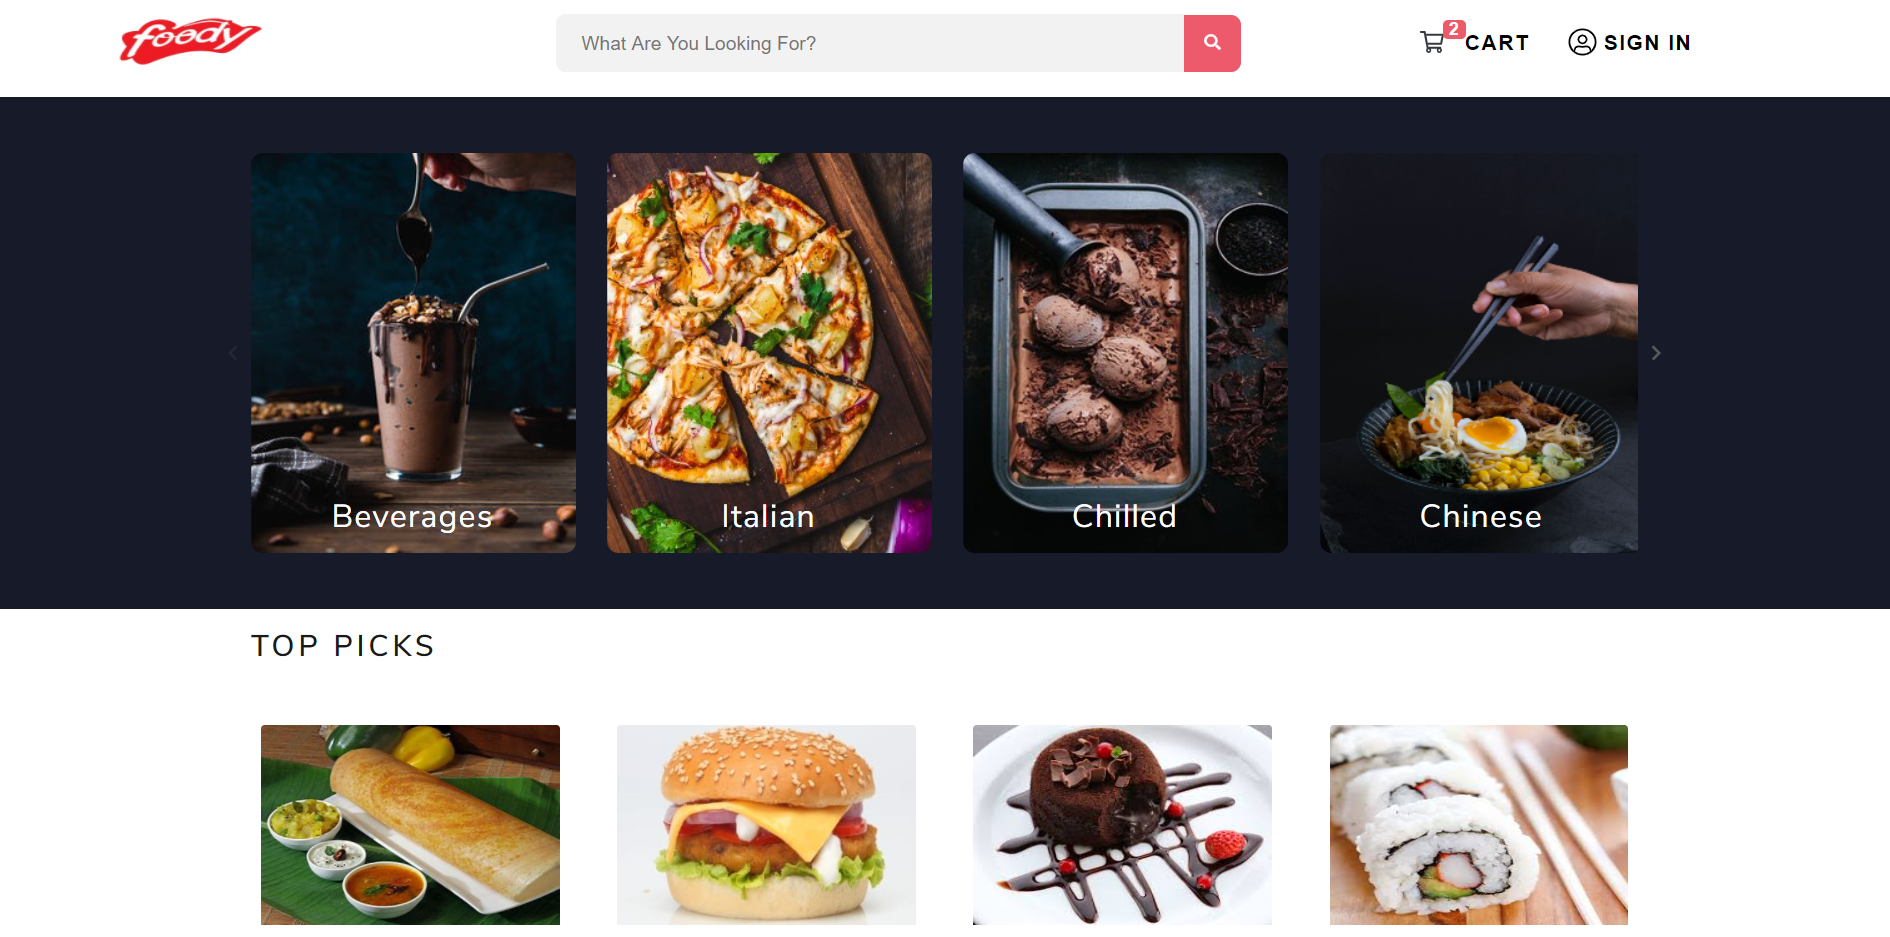 foody
What Are You Looking For?
2
CART
SIGN IN
Beverages
Italian
Chilled
Chinese
TOP PICKS